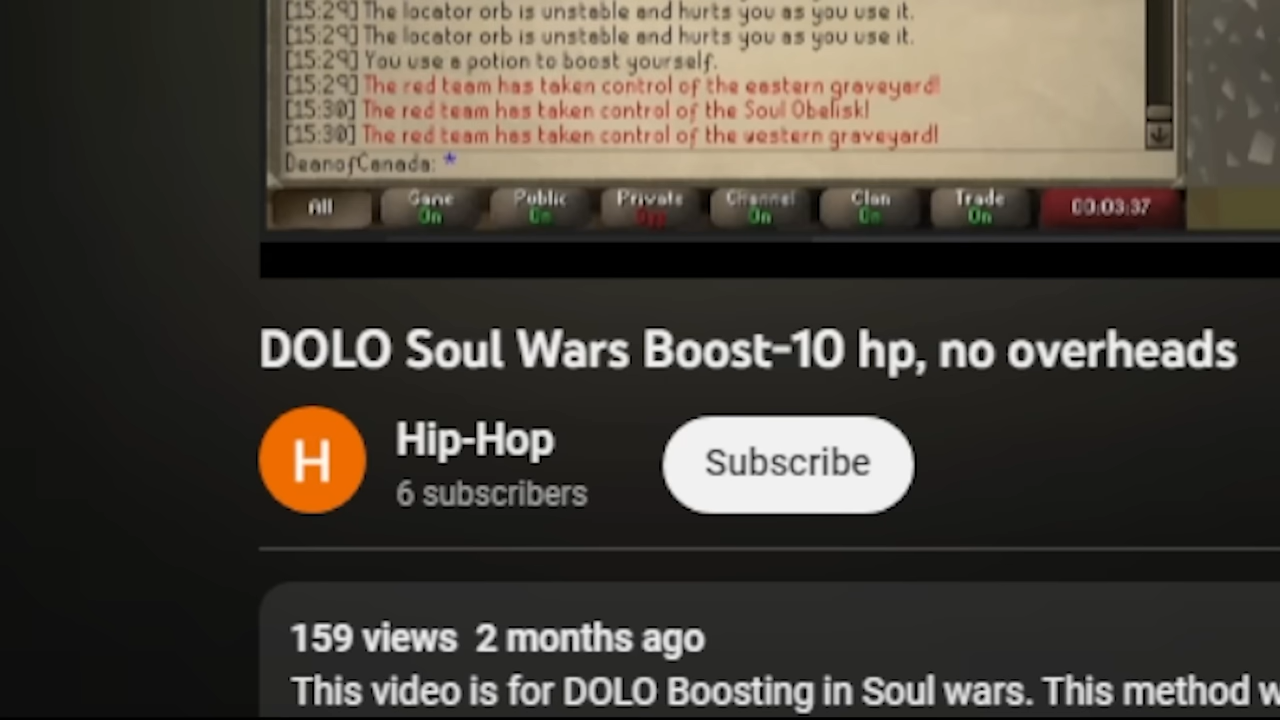 [15:29] The locator orb is unstable and hurts you as you use it.
[15:29] The locator orb is unstable and hurts you as you use it.
[15:29] You use a potion to boost yourself.
[15:29] The red team has taken control of the eastern graveyard!
[15:30] The red team has taken control of the Soul Obelisk!
[15:30] The red team has taken control of the western graveyard!
DeanofCanada: *
All Game Public Private Channel Clan Trade 00:03:37
On On Off On On On
DOLO Soul Wars Boost-10 hp, no overheads
H Hip-Hop Subscribe
6 subscribers
159 views 2 months ago
This video is for DOLO Boosting in Soul wars. This method w